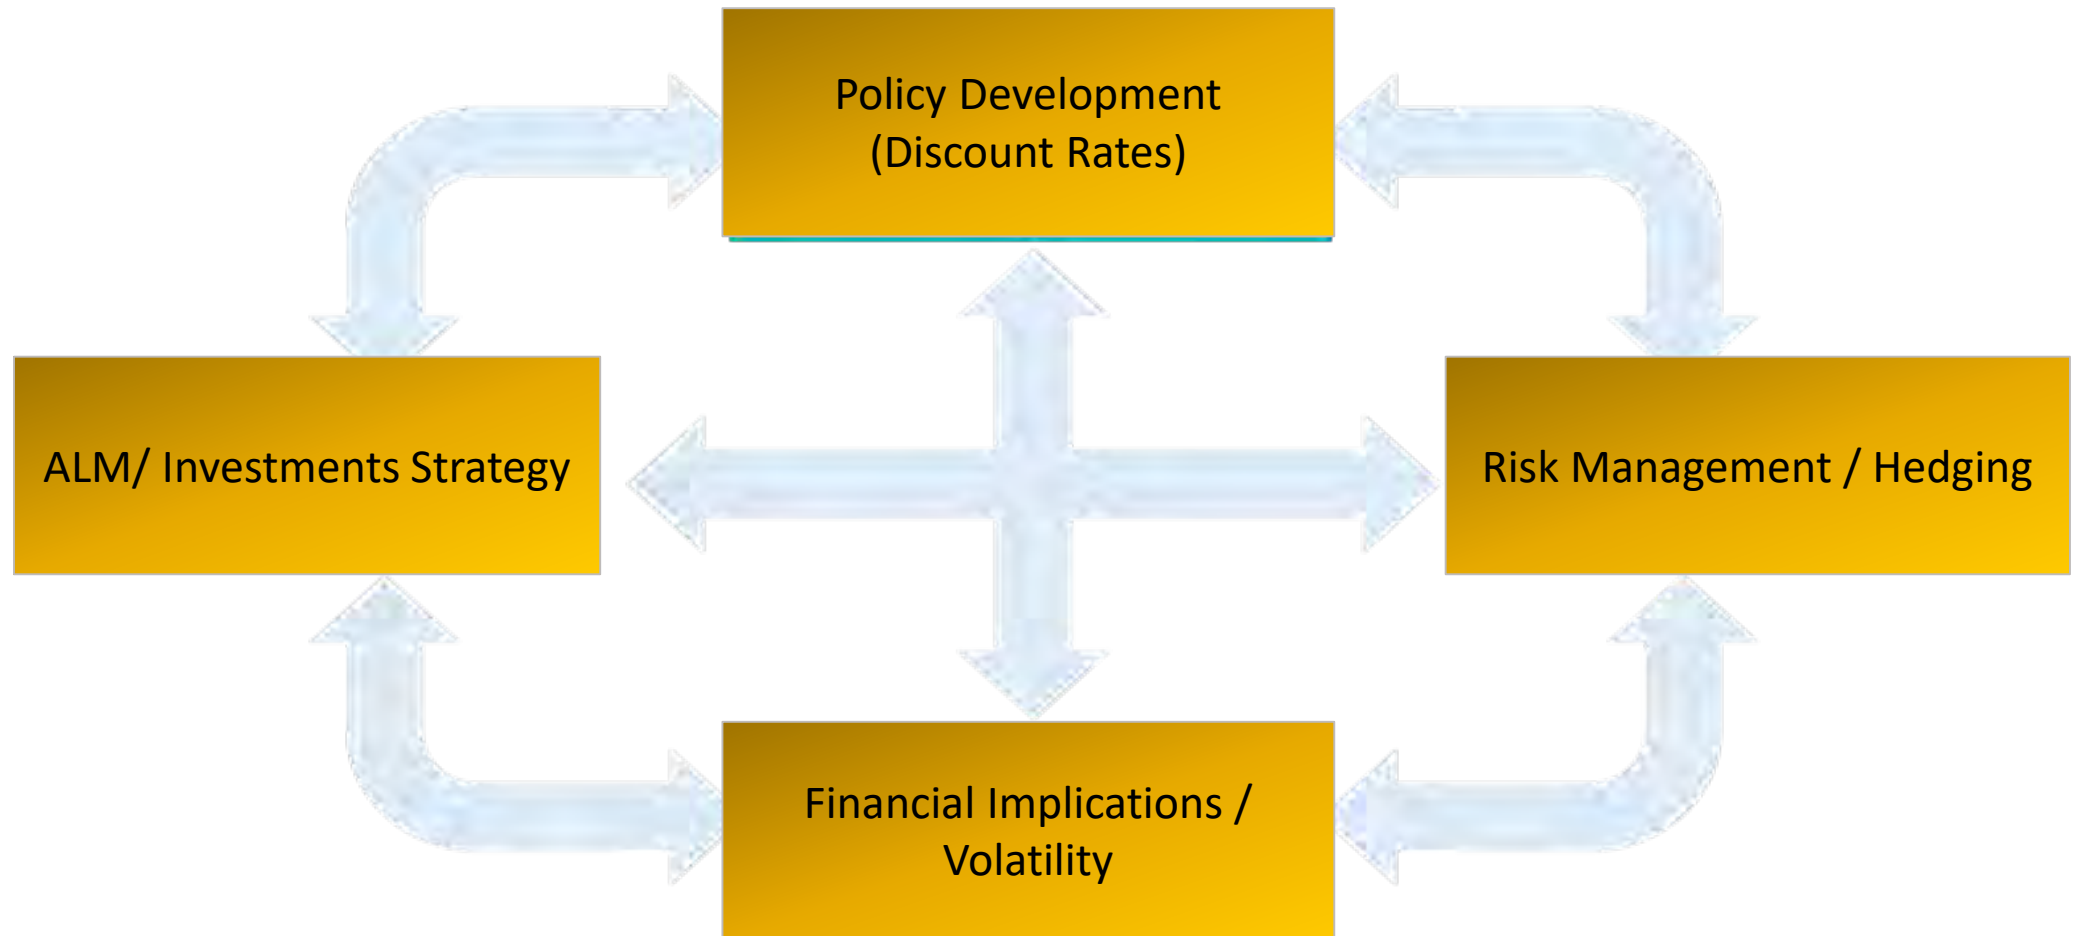 Policy Development
(Discount Rates)
ALM/ Investments Strategy
Risk Management / Hedging
Financial Implications /
Volatility